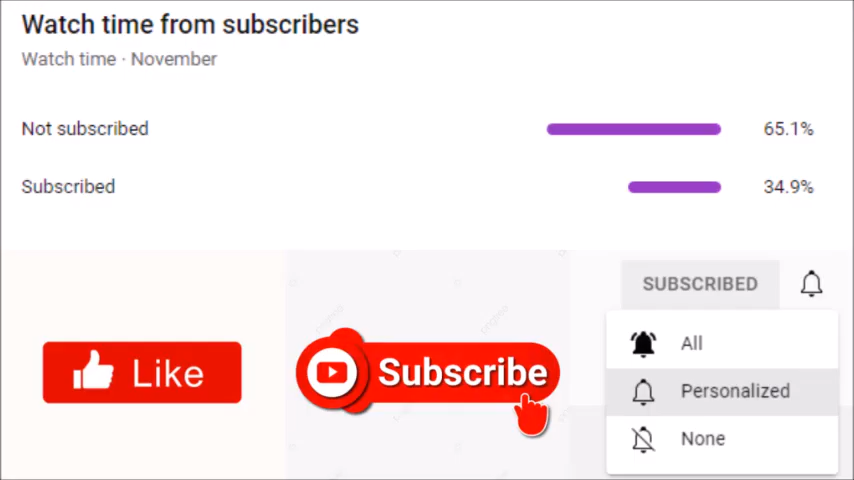 Watch time from subscribers
Watch time · November
Not subscribed 65.1%
Subscribed 34.9%
Like
Subscribe
SUBSCRIBED
All
Personalized
None